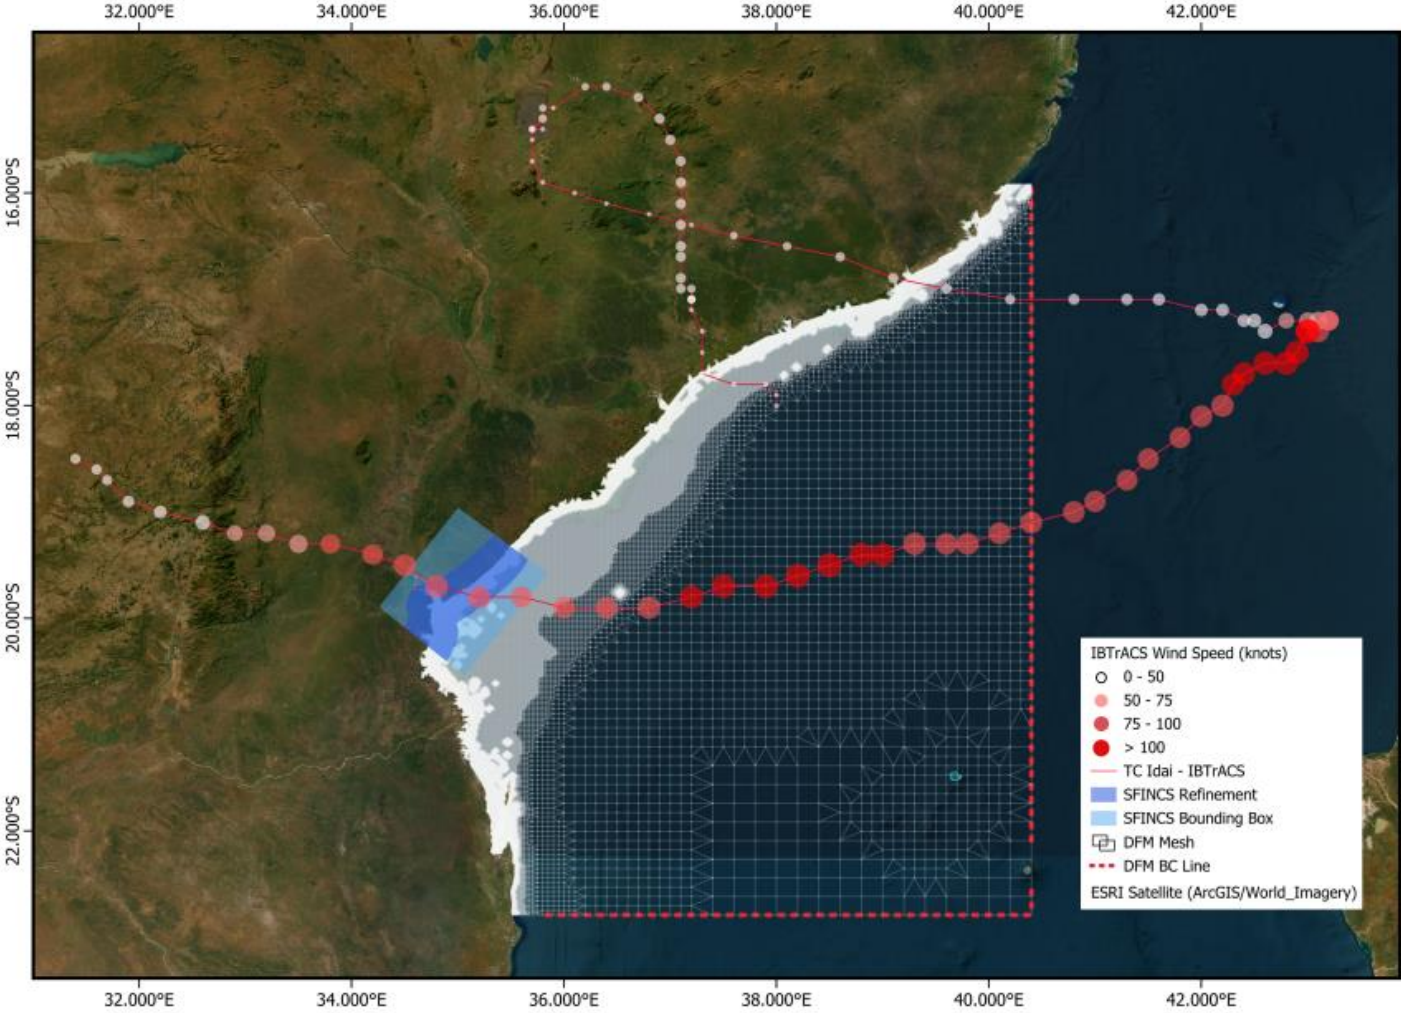 32.000°E 34.000°E 36.000°E 38.000°E 40.000°E 42.000°E
16.000°S
18.000°S
20.000°S
22.000°S
IBTrACS Wind Speed (knots)
0 - 50
50 - 75
75 - 100
> 100
TC Idai - IBTrACS
SFINCS Refinement
SFINCS Bounding Box
DFM Mesh
DFM BC Line
ESRI Satellite (ArcGIS/World_Imagery)
32.000°E 34.000°E 36.000°E 38.000°E 40.000°E 42.000°E